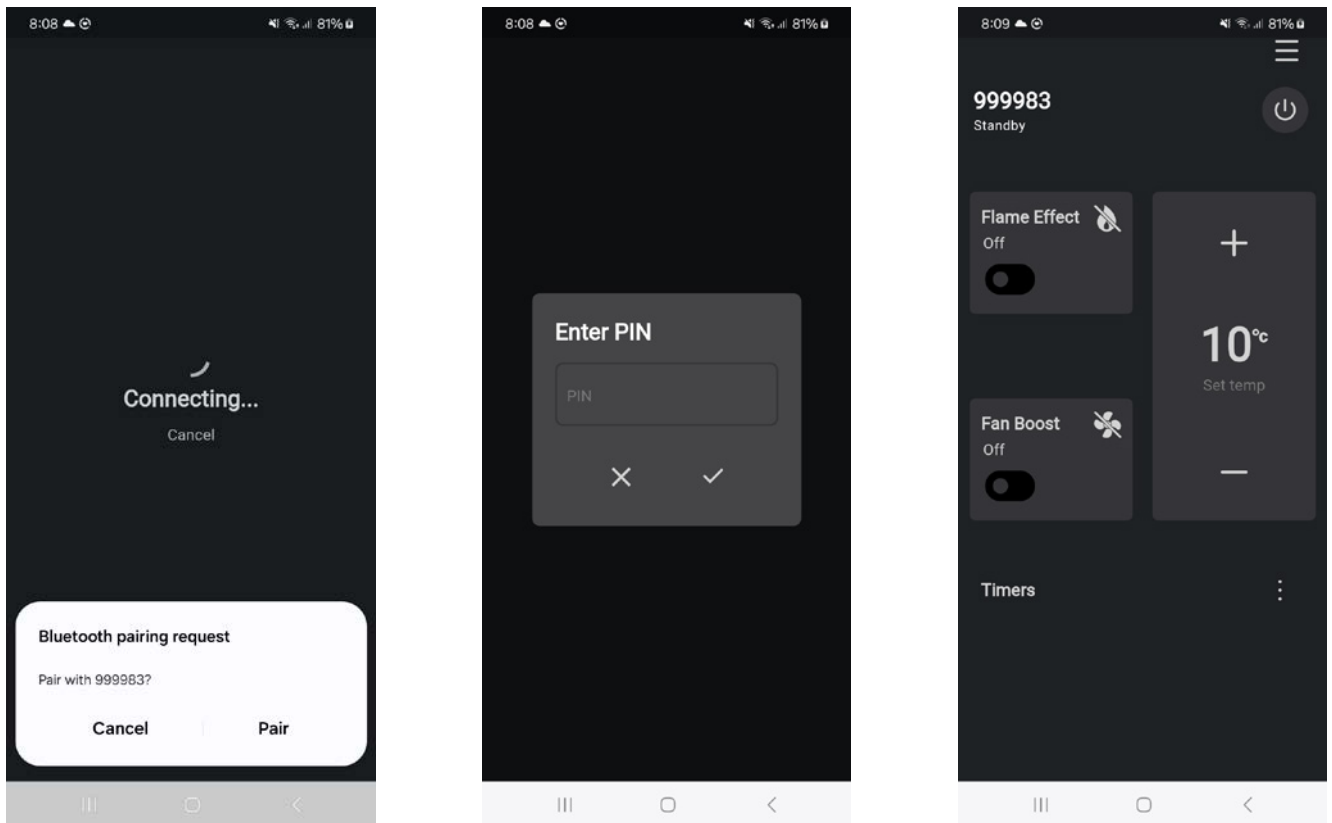 8:08
81%
Connecting...
Cancel
Bluetooth pairing request
Pair with 999983?
Cancel
Pair
8:08
81%
Enter PIN
PIN
8:09
81%
999983
Standby
Flame Effect
Off
10°c
Set temp
Fan Boost
Off
Timers